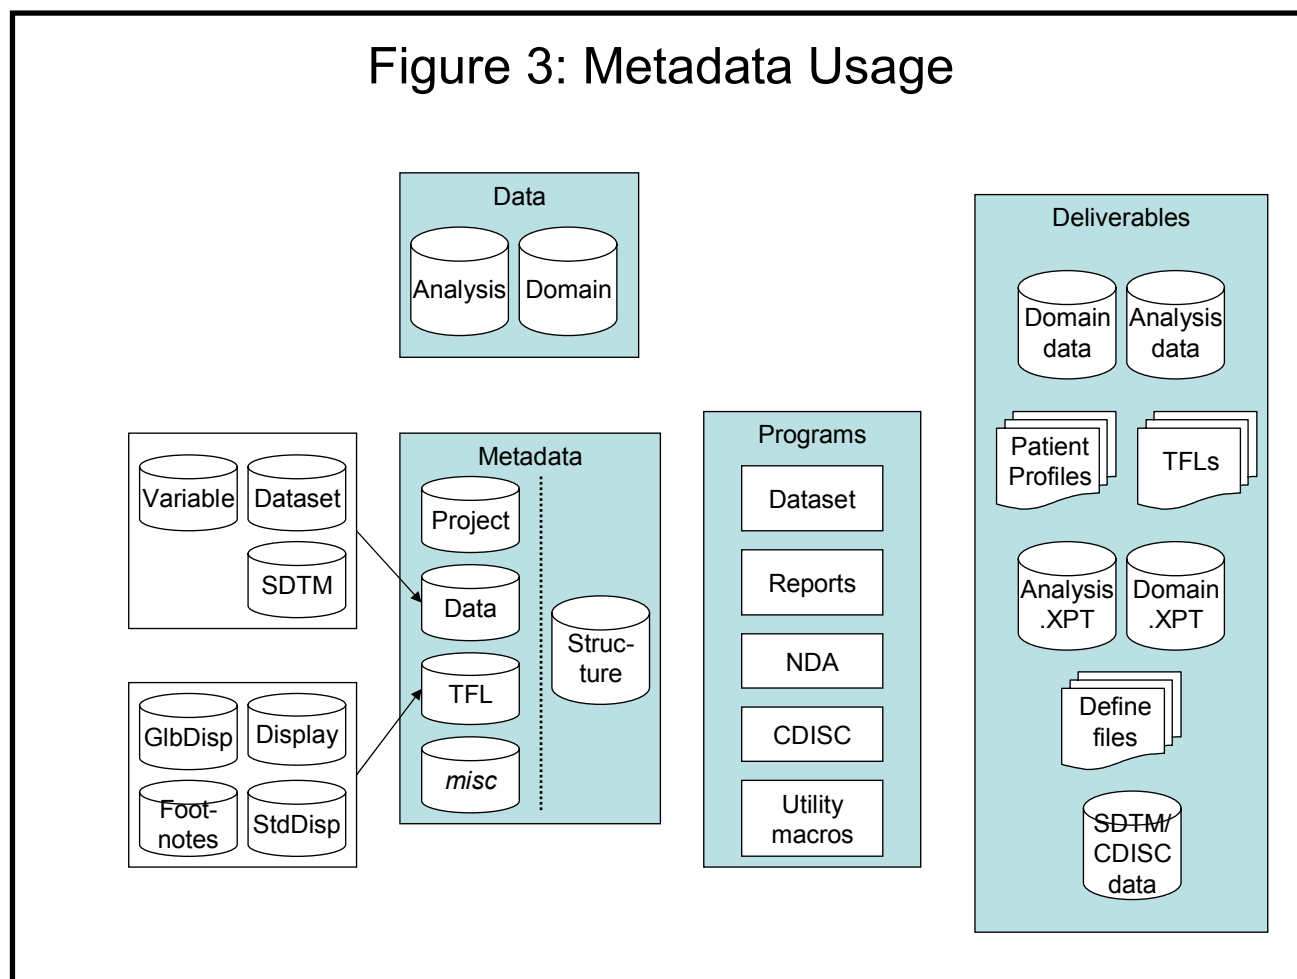 Figure 3: Metadata Usage
Data
Analysis
Domain
Variable
Dataset
SDTM
GlbDisp
Display
Foot-
notes
StdDisp
Metadata
Project
Data
TFL
misc
Struc-
ture
Programs
Dataset
Reports
NDA
CDISC
Utility
macros
Deliverables
Domain
data
Analysis
data
Patient
Profiles
TFLs
Analysis
.XPT
Domain
.XPT
Define
files
SDTM/
CDISC
data